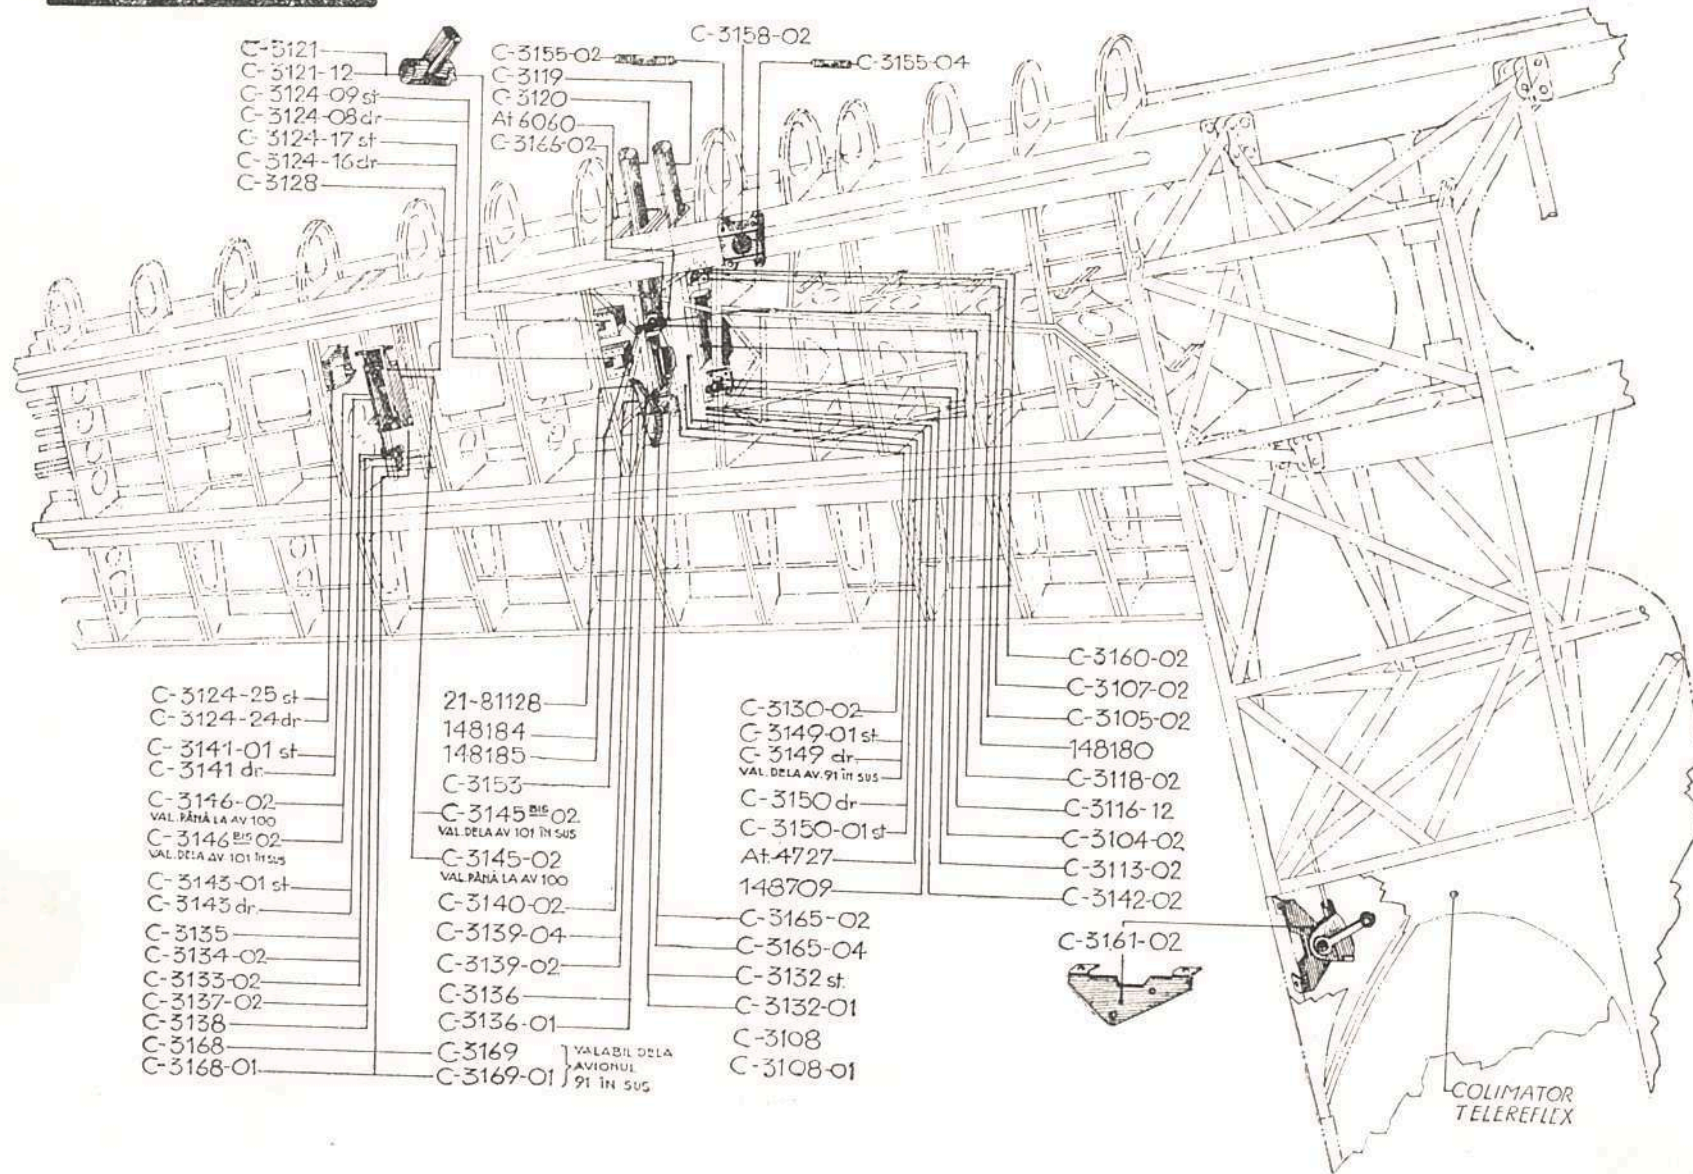 C-3121
C-3121-12
C-3124-09 st
C-3124-08 dr
C-3124-17 st
C-3124-16 dr
C-3128
C-3155-02
C-3119
C-3120
At 6060
C-3166-02
C-3158-02
C-3155-04
C-3124-25 st
C-3124-24 dr
C-3141-01 st
C-3141 dr.
C-3146-02
VAL. PÂNĂ LA AV 100
C-3146 BIS 02
VAL. DELA AV 101 ÎN SUS
C-3143-01 st
C-3143 dr.
C-3135
C-3134-02
C-3133-02
C-3137-02
C-3138
C-3168
C-3168-01
21-81128
148184
148185
C-3153
C-3145 BIS 02
VAL. DELA AV 101 ÎN SUS
C-3145-02
VAL. PÂNĂ LA AV 100
C-3140-02
C-3139-04
C-3139-02
C-3136
C-3136-01
C-3169
C-3169-01
VALABIL DELA
AVIONUL
91 ÎN SUS
C-3130-02
C-3149-01 st
C-3149 dr.
VAL. DELA AV. 91 ÎN SUS
C-3150 dr
C-3150-01 st
At. 4727
148709
C-3165-02
C-3165-04
C-3132 st.
C-3132-01
C-3108
C-3108-01
C-3160-02
C-3107-02
C-3105-02
148180
C-3118-02
C-3116-12
C-3104-02
C-3113-02
C-3142-02
C-3161-02
COLIMATOR
TELEREFLEX